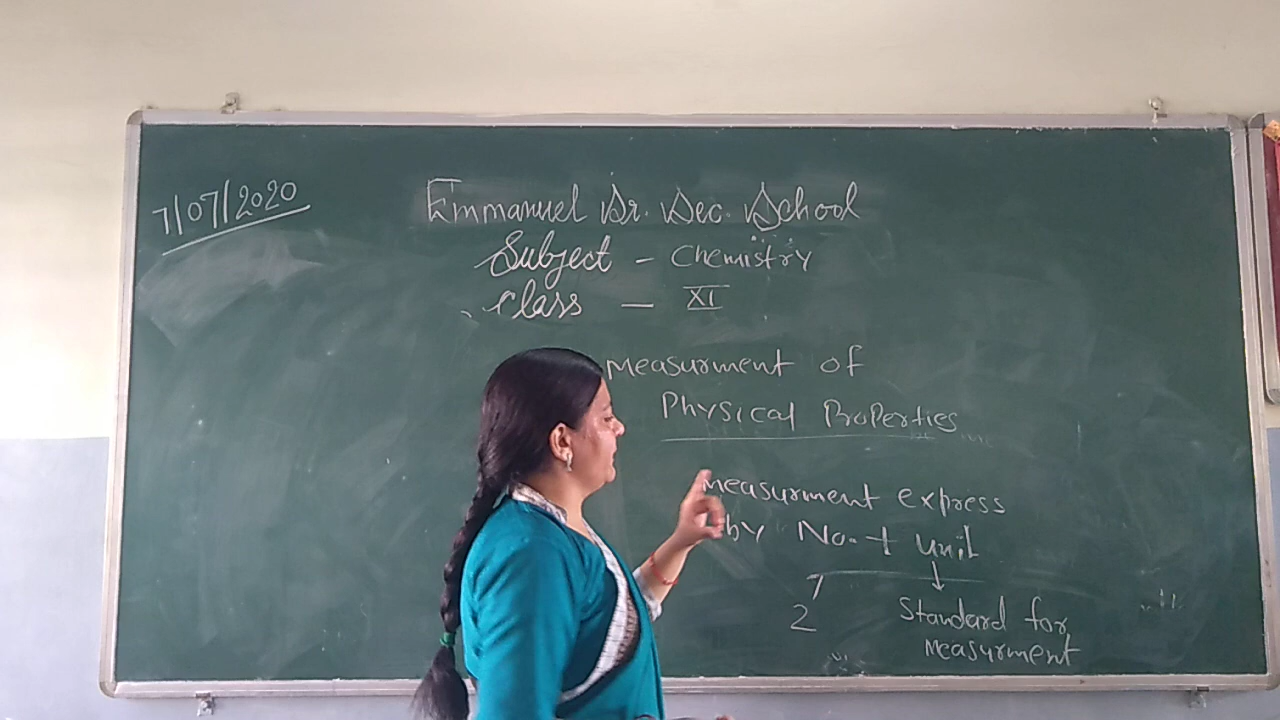 7/07/2020
Emmanuel Sr. Sec. School
Subject - Chemistry
Class - XI
Measurment of
Physical Properties
Measurment express
by No. + Unit
2
Standard for
Measurment